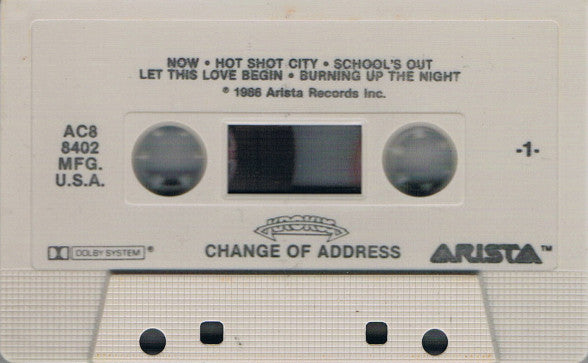 NOW • HOT SHOT CITY • SCHOOL'S OUT
LET THIS LOVE BEGIN • BURNING UP THE NIGHT
℗ 1986 Arista Records Inc.
AC8
8402
MFG.
U.S.A.
-1-
KROKUS
CHANGE OF ADDRESS
DOLBY SYSTEM®
ARISTA™